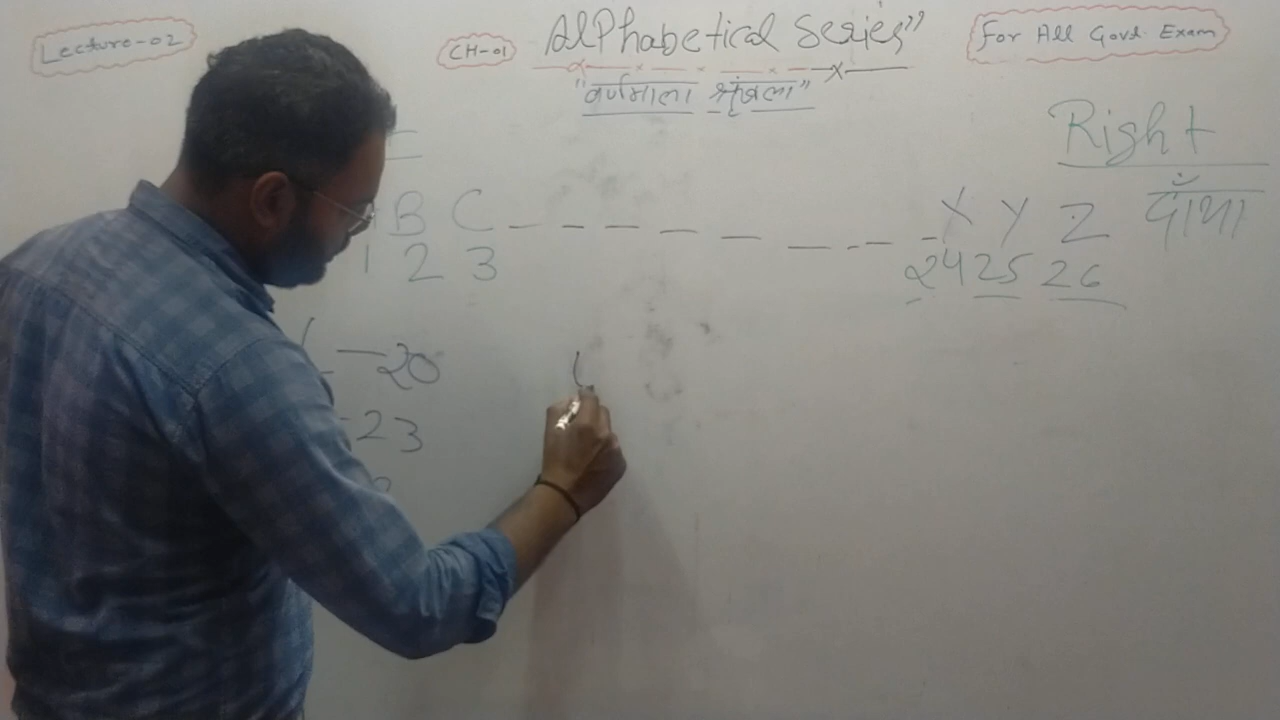 Lecture-02
CH-01
Alphabetical Series"
For All Govt. Exam
"वर्णमाला श्रृंखला"
Right
दाँया
B C - - - - - - - - X Y Z
1 2 3 24 25 26
- 20
- 23